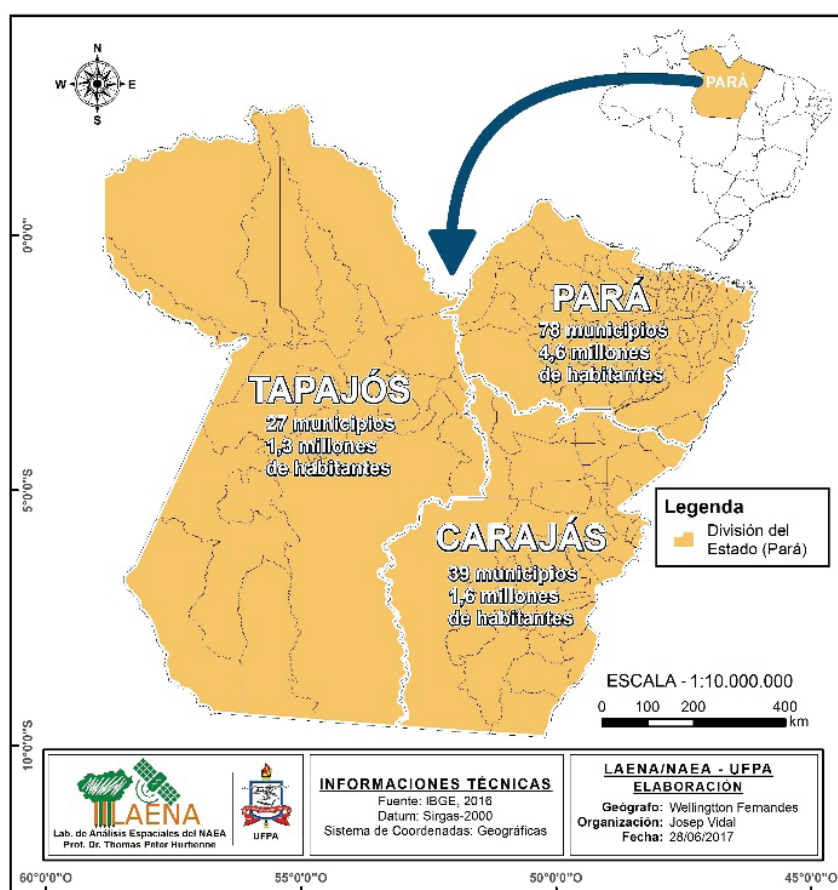 N
W
E
S
PARÁ
0°0'0"
5°0'0"S
10°0'0"S
PARÁ
78 municipios
4,6 millones
de habitantes
TAPAJÓS
27 municipios
1,3 millones
de habitantes
CARAJÁS
39 municipios
1,6 millones
de habitantes
Legenda
División del
Estado (Pará)
ESCALA - 1:10.000.000
0 100 200 400
km
LAENA
Lab. de Análisis Espaciales del NAEA
Prof. Dr. Thomas Peter Hurtienne
UFPA
INFORMACIONES TÉCNICAS
Fuente: IBGE, 2016
Datum: Sirgas-2000
Sistema de Coordenadas: Geográficas
LAENA/NAEA - UFPA
ELABORACIÓN
Geógrafo: Wellingtton Fernandes
Organización: Josep Vidal
Fecha: 28/06/2017
60°0'0"O
55°0'0"O
50°0'0"O
45°0'0"O